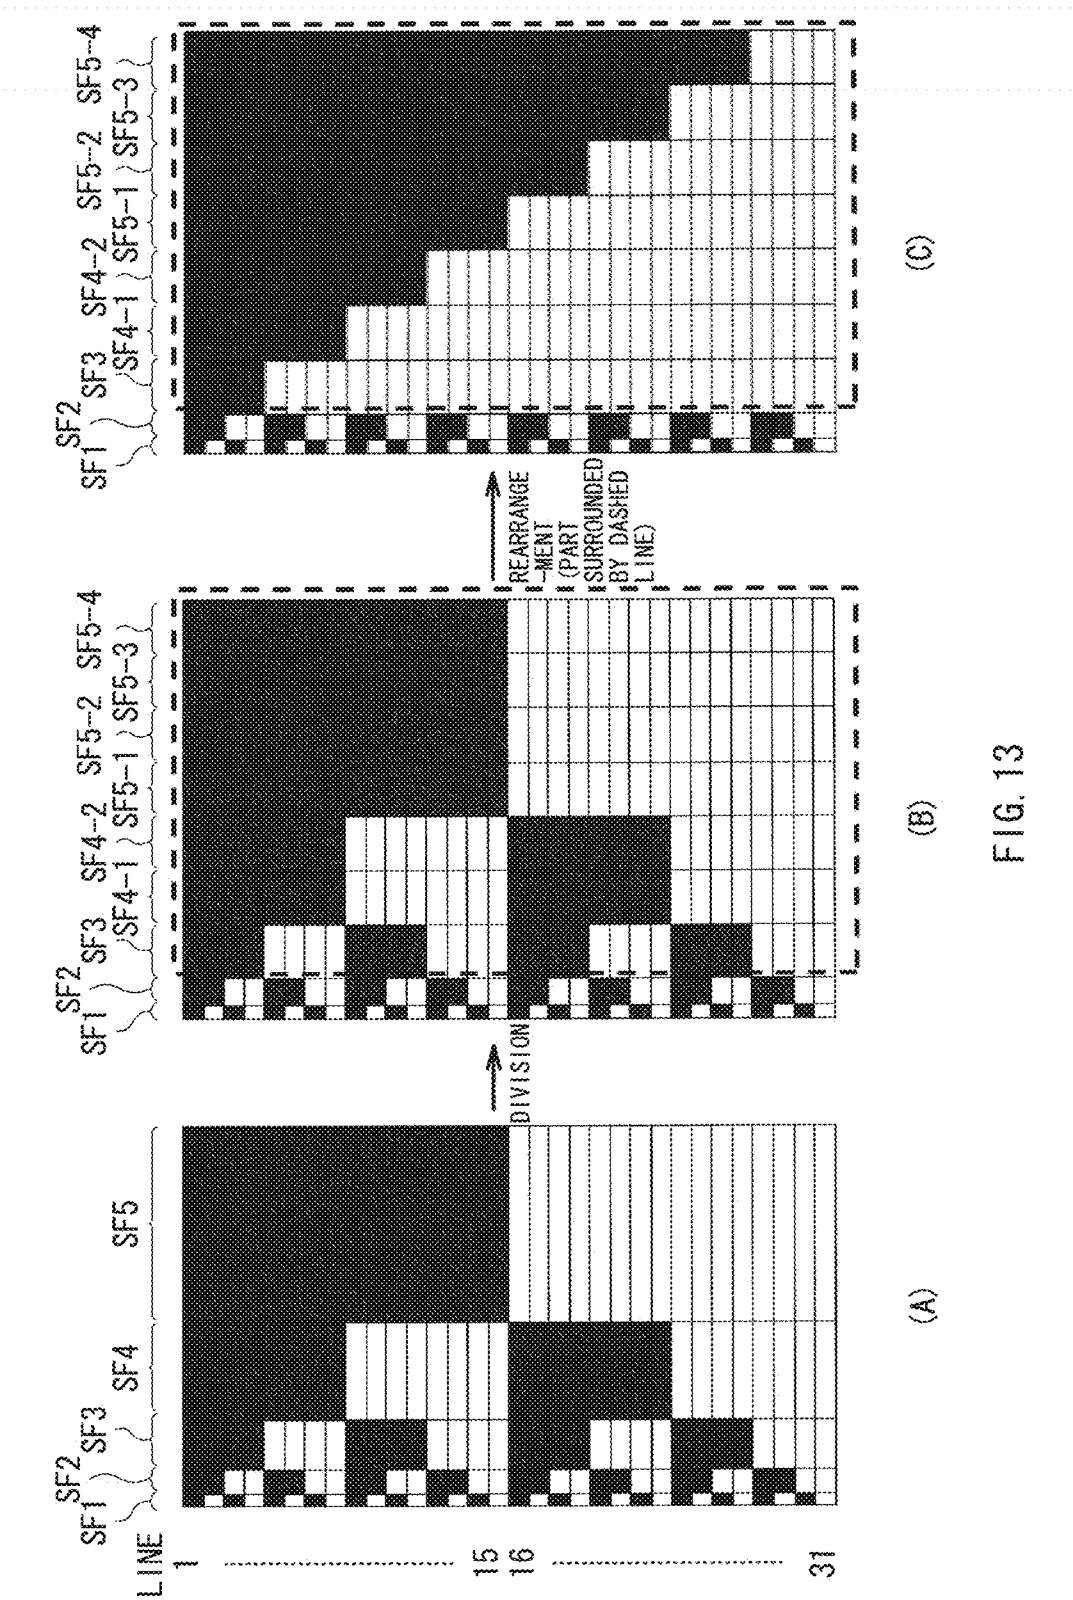 LINE
1
15
16
31
SF1
SF2
SF3
SF4
SF5
(A)
DIVISION
SF1
SF2
SF3
SF4-1
SF4-2
SF5-1
SF5-2
SF5-3
SF5-4
(B)
REARRANGE
-MENT
(PART
SURROUNDED
BY DASHED
LINE)
SF1
SF2
SF3
SF4-1
SF4-2
SF5-1
SF5-2
SF5-3
SF5-4
(C)
FIG. 13